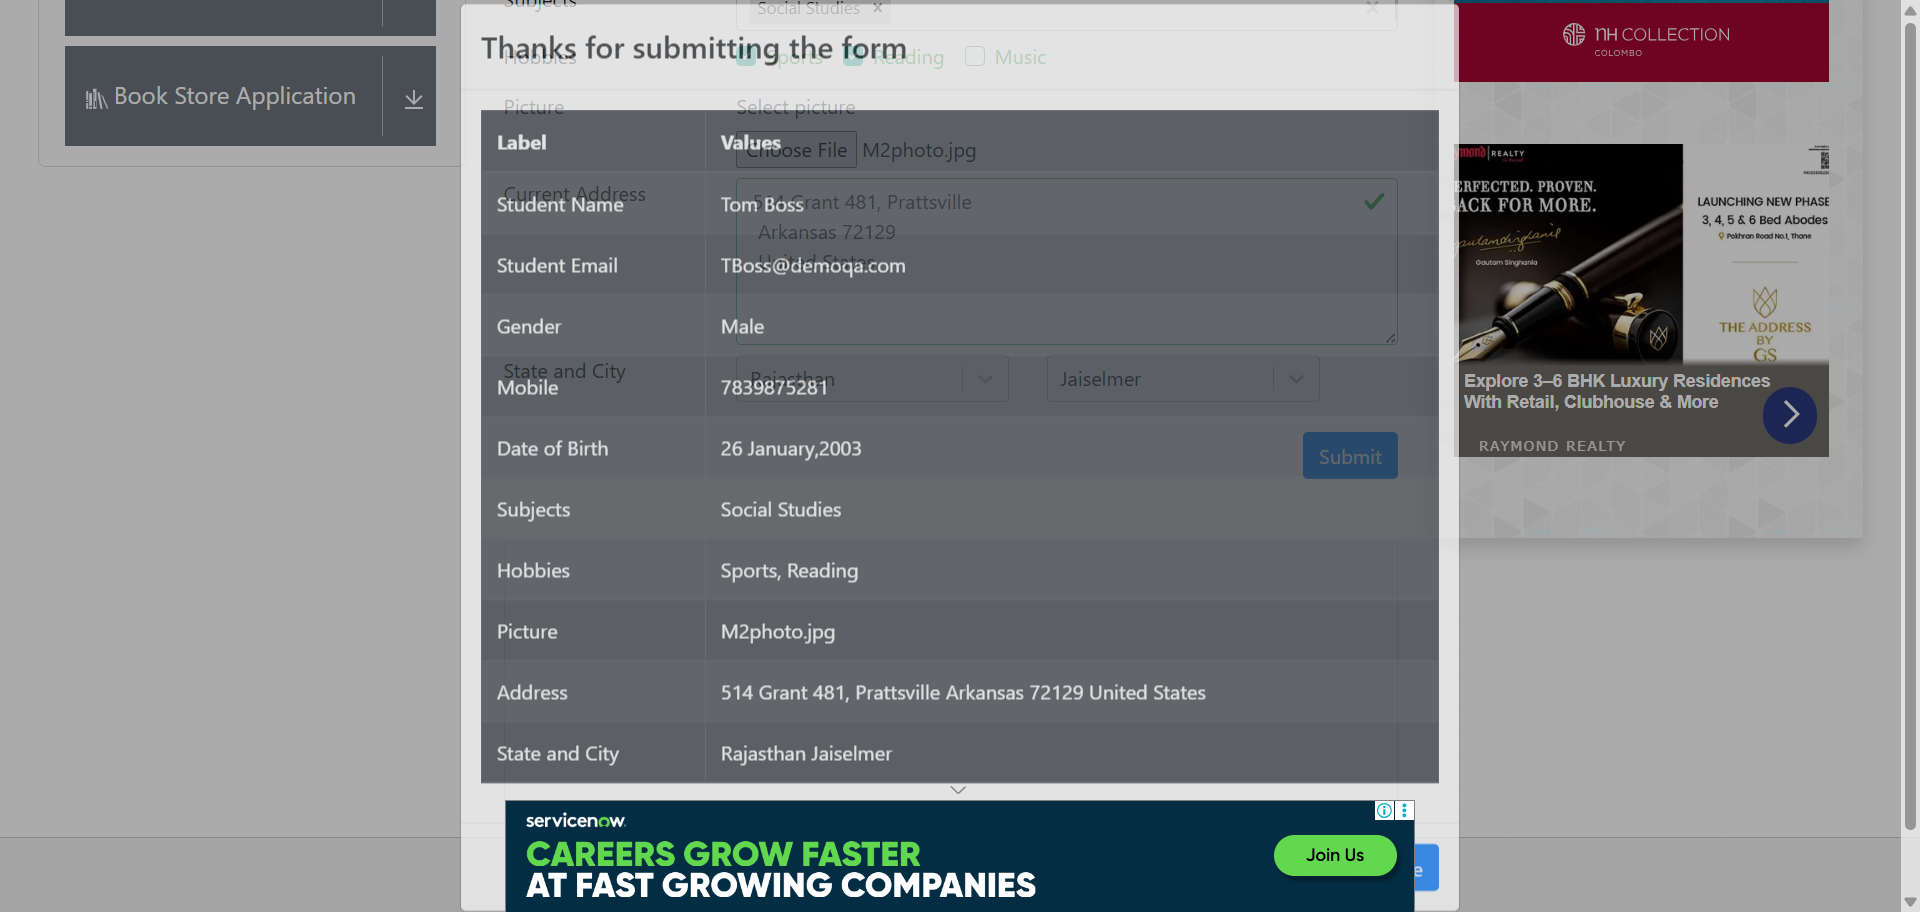 Book Store Application
Subjects
Social Studies ×
Thanks for submitting the form
Hobbies
Sports
Reading
Music
Picture
Select picture
Choose File M2photo.jpg
Label Values
Current Address
514 Grant 481, Prattsville
Arkansas 72129
United States
Student Name Tom Boss
Student Email TBoss@demoqa.com
Gender Male
State and City
Rajasthan
Jaiselmer
Mobile 7839875281
Date of Birth 26 January,2003
Submit
Subjects Social Studies
Hobbies Sports, Reading
Picture M2photo.jpg
Address 514 Grant 481, Prattsville Arkansas 72129 United States
State and City Rajasthan Jaiselmer
servicenow
CAREERS GROW FASTER
AT FAST GROWING COMPANIES
Join Us
e
NH COLLECTION
COLOMBO
mond REALTY
ERFECTED. PROVEN.
ACK FOR MORE.
Gautam Singhania
LAUNCHING NEW PHASE
3, 4, 5 & 6 Bed Abodes
Pokhran Road No.1, Thane
THE ADDRESS
BY
GS
Explore 3–6 BHK Luxury Residences
With Retail, Clubhouse & More
RAYMOND REALTY